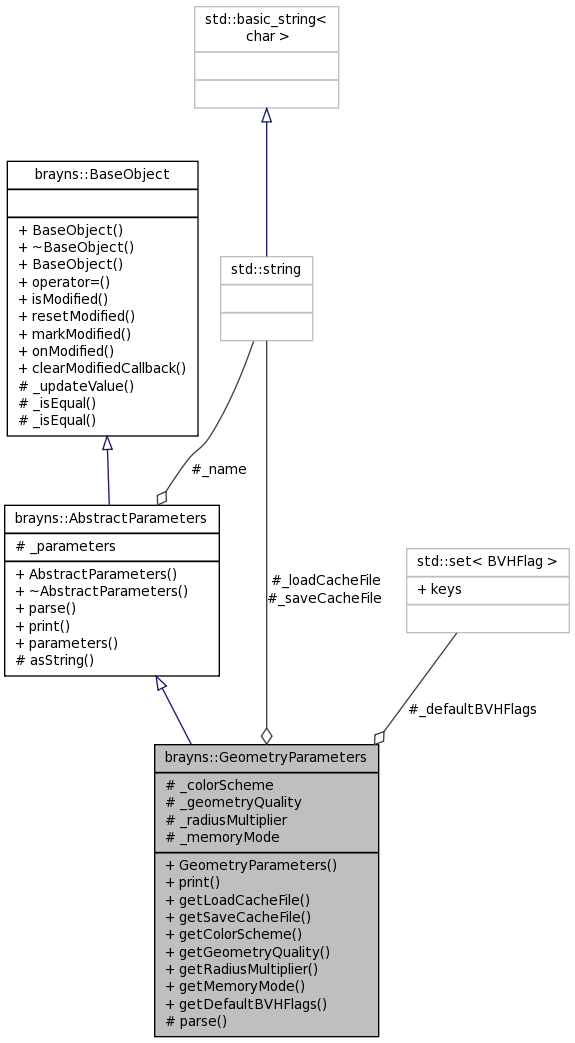 std::basic_string<
char >
brayns::BaseObject
+ BaseObject()
+ ~BaseObject()
+ BaseObject()
+ operator=()
+ isModified()
+ resetModified()
+ markModified()
+ onModified()
+ clearModifiedCallback()
# _updateValue()
# _isEqual()
# _isEqual()
std::string
#_name
brayns::AbstractParameters
# _parameters
+ AbstractParameters()
+ ~AbstractParameters()
+ parse()
+ print()
+ parameters()
# asString()
#_loadCacheFile
#_saveCacheFile
std::set< BVHFlag >
+ keys
#_defaultBVHFlags
brayns::GeometryParameters
# _colorScheme
# _geometryQuality
# _radiusMultiplier
# _memoryMode
+ GeometryParameters()
+ print()
+ getLoadCacheFile()
+ getSaveCacheFile()
+ getColorScheme()
+ getGeometryQuality()
+ getRadiusMultiplier()
+ getMemoryMode()
+ getDefaultBVHFlags()
# parse()